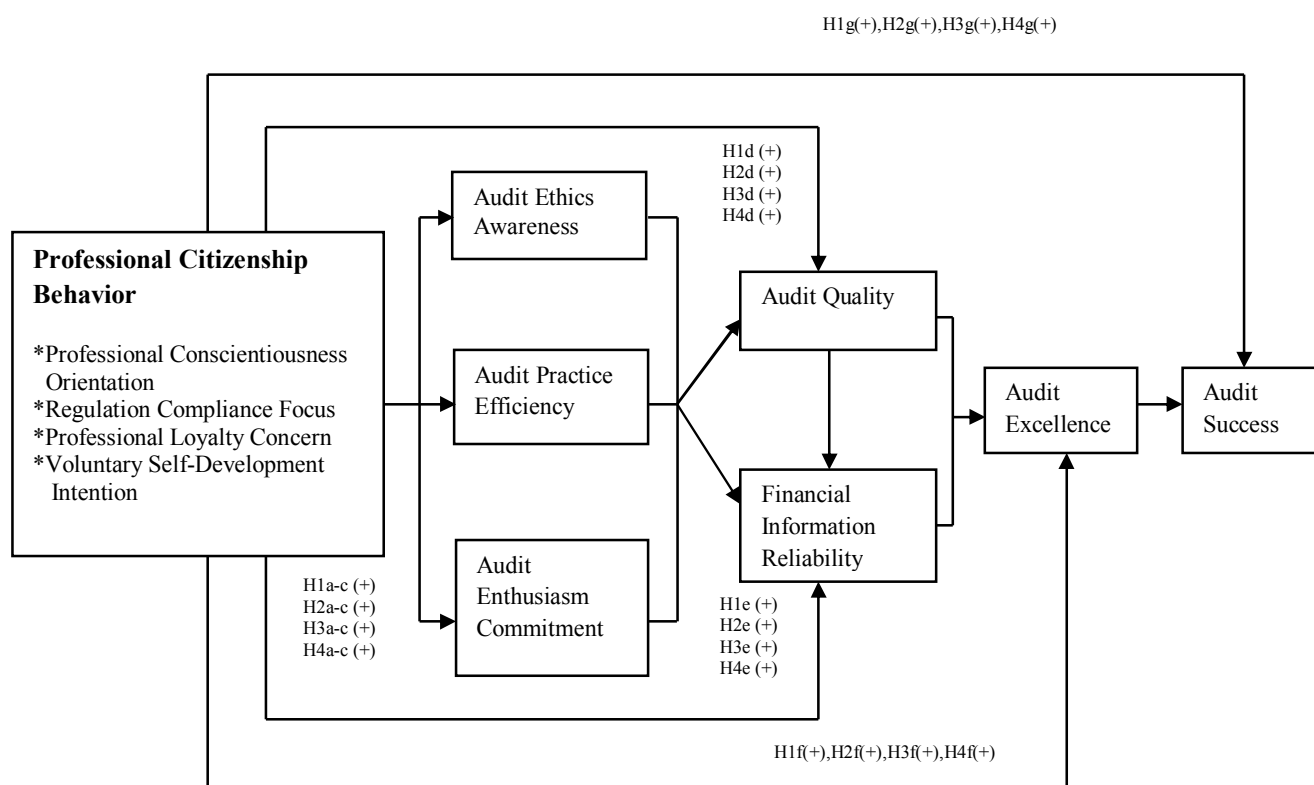 H1g(+),H2g(+),H3g(+),H4g(+)
H1d (+)
H2d (+)
H3d (+)
H4d (+)
Audit Ethics
Awareness
Professional Citizenship
Behavior
*Professional Conscientiousness
Orientation
*Regulation Compliance Focus
*Professional Loyalty Concern
*Voluntary Self-Development
Intention
Audit Practice
Efficiency
Audit
Enthusiasm
Commitment
H1a-c (+)
H2a-c (+)
H3a-c (+)
H4a-c (+)
Audit Quality
Financial
Information
Reliability
H1e (+)
H2e (+)
H3e (+)
H4e (+)
Audit
Excellence
Audit
Success
H1f(+),H2f(+),H3f(+),H4f(+)